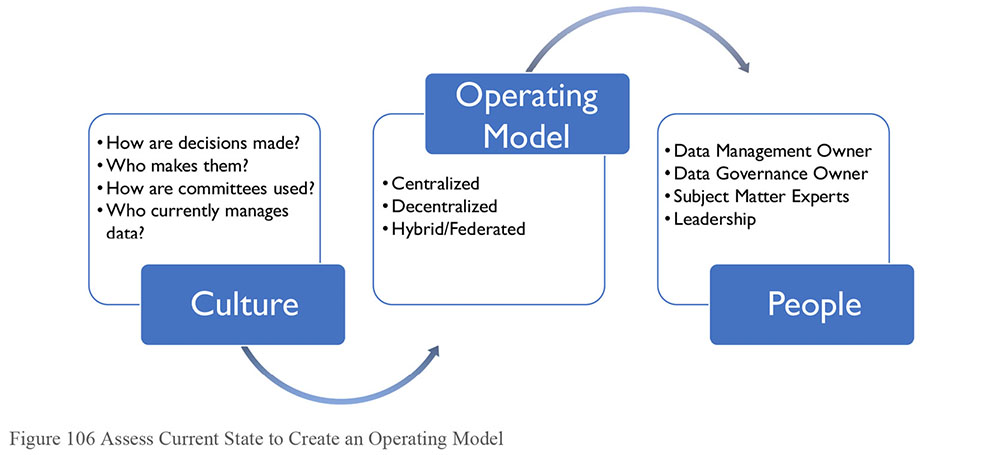 • How are decisions made?
• Who makes them?
• How are committees used?
• Who currently manages
data?
Culture
Operating
Model
• Centralized
• Decentralized
• Hybrid/Federated
• Data Management Owner
• Data Governance Owner
• Subject Matter Experts
• Leadership
People
Figure 106 Assess Current State to Create an Operating Model